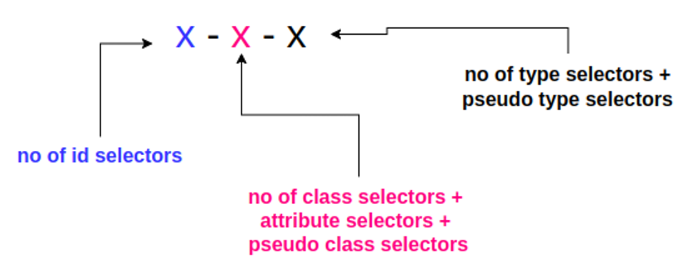 X - X - X
no of type selectors +
pseudo type selectors
no of id selectors
no of class selectors +
attribute selectors +
pseudo class selectors